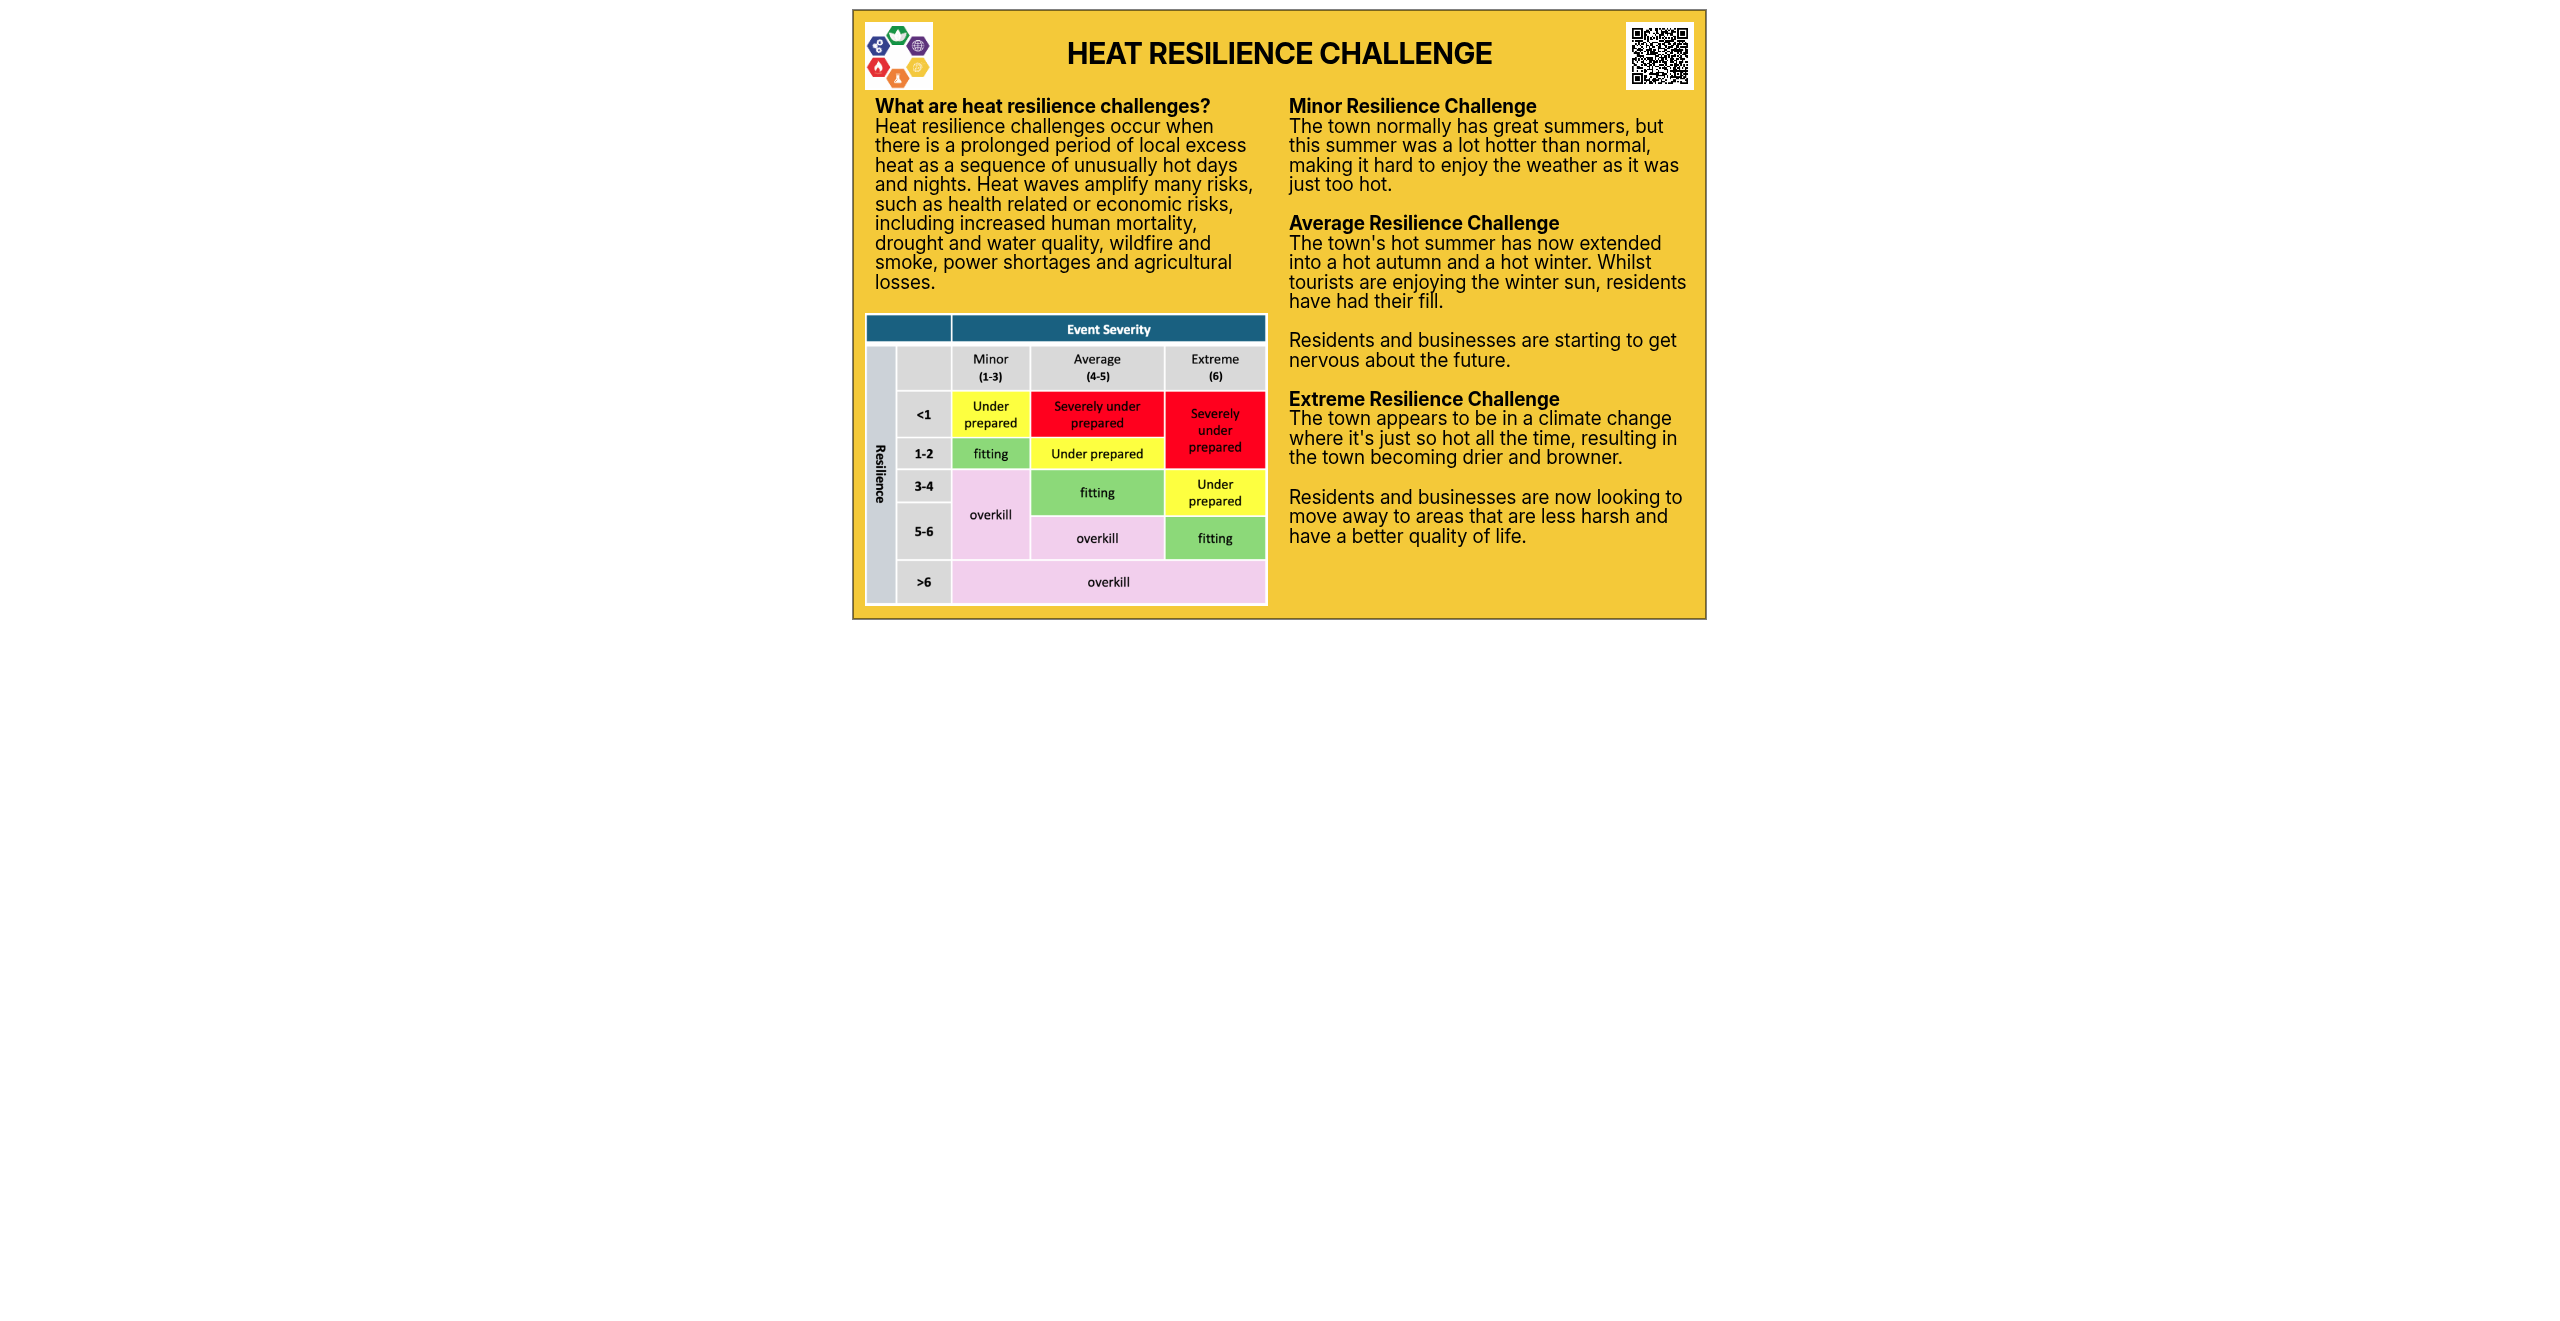 HEAT RESILIENCE CHALLENGE
What are heat resilience challenges?
Heat resilience challenges occur when
there is a prolonged period of local excess
heat as a sequence of unusually hot days
and nights. Heat waves amplify many risks,
such as health related or economic risks,
including increased human mortality,
drought and water quality, wildfire and
smoke, power shortages and agricultural
losses.
Event Severity
Resilience
Minor
(1-3)
Average
(4-5)
Extreme
(6)
<1
Under
prepared
Severely under
prepared
Severely
under
prepared
1-2
fitting
Under prepared
3-4
overkill
fitting
Under
prepared
5-6
overkill
fitting
>6
overkill
Minor Resilience Challenge
The town normally has great summers, but
this summer was a lot hotter than normal,
making it hard to enjoy the weather as it was
just too hot.
Average Resilience Challenge
The town's hot summer has now extended
into a hot autumn and a hot winter. Whilst
tourists are enjoying the winter sun, residents
have had their fill.
Residents and businesses are starting to get
nervous about the future.
Extreme Resilience Challenge
The town appears to be in a climate change
where it's just so hot all the time, resulting in
the town becoming drier and browner.
Residents and businesses are now looking to
move away to areas that are less harsh and
have a better quality of life.